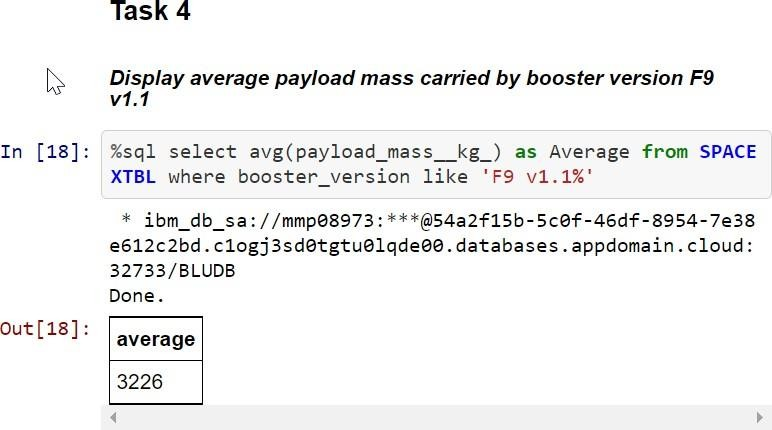 Task 4
Display average payload mass carried by booster version F9
v1.1
In [18]: %sql select avg(payload_mass__kg_) as Average from SPACE
XTBL where booster_version like 'F9 v1.1%'
* ibm_db_sa://mmp08973:***@54a2f15b-5c0f-46df-8954-7e38
e612c2bd.c1ogj3sd0tgtu0lqde00.databases.appdomain.cloud:
32733/BLUDB
Done.
Out[18]:
average
3226